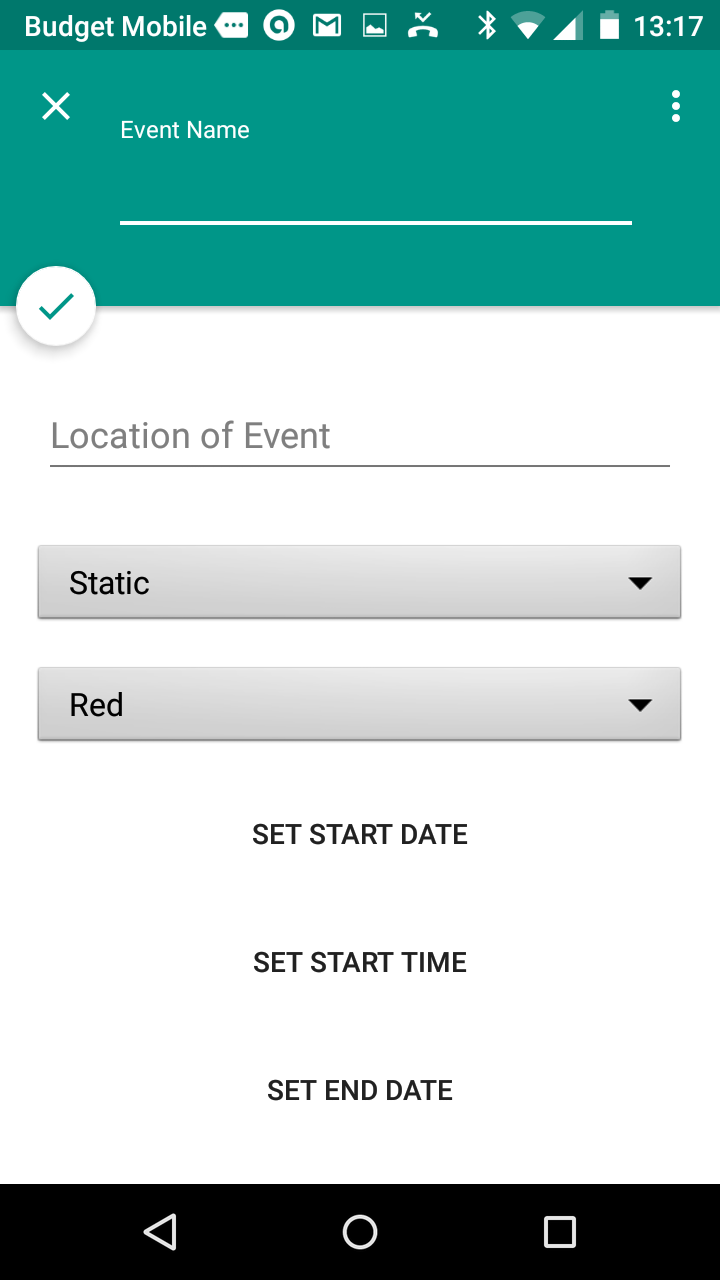 Budget Mobile 13:17
Event Name
Location of Event
Static
Red
SET START DATE
SET START TIME
SET END DATE